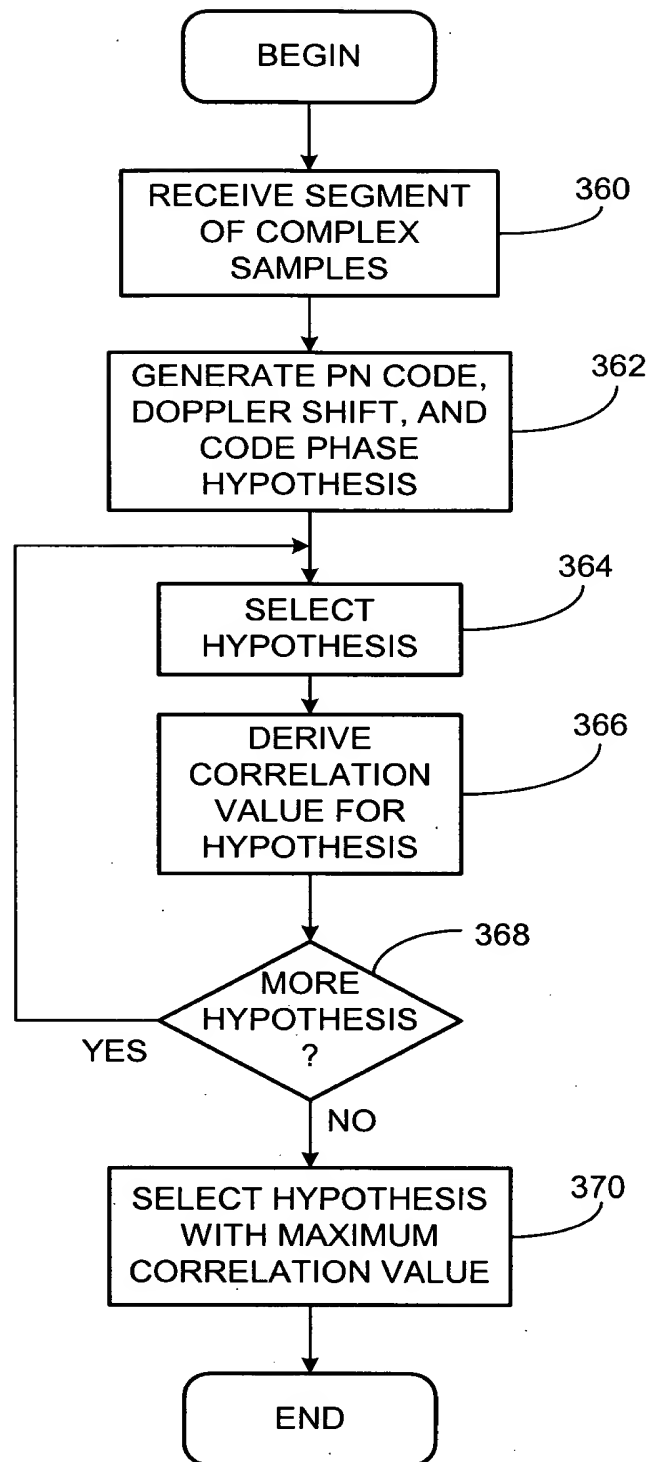 BEGIN
RECEIVE SEGMENT
OF COMPLEX
SAMPLES
360
GENERATE PN CODE,
DOPPLER SHIFT, AND
CODE PHASE
HYPOTHESIS
362
SELECT
HYPOTHESIS
364
DERIVE
CORRELATION
VALUE FOR
HYPOTHESIS
366
MORE
HYPOTHESIS
?
368
YES
NO
SELECT HYPOTHESIS
WITH MAXIMUM
CORRELATION VALUE
370
END